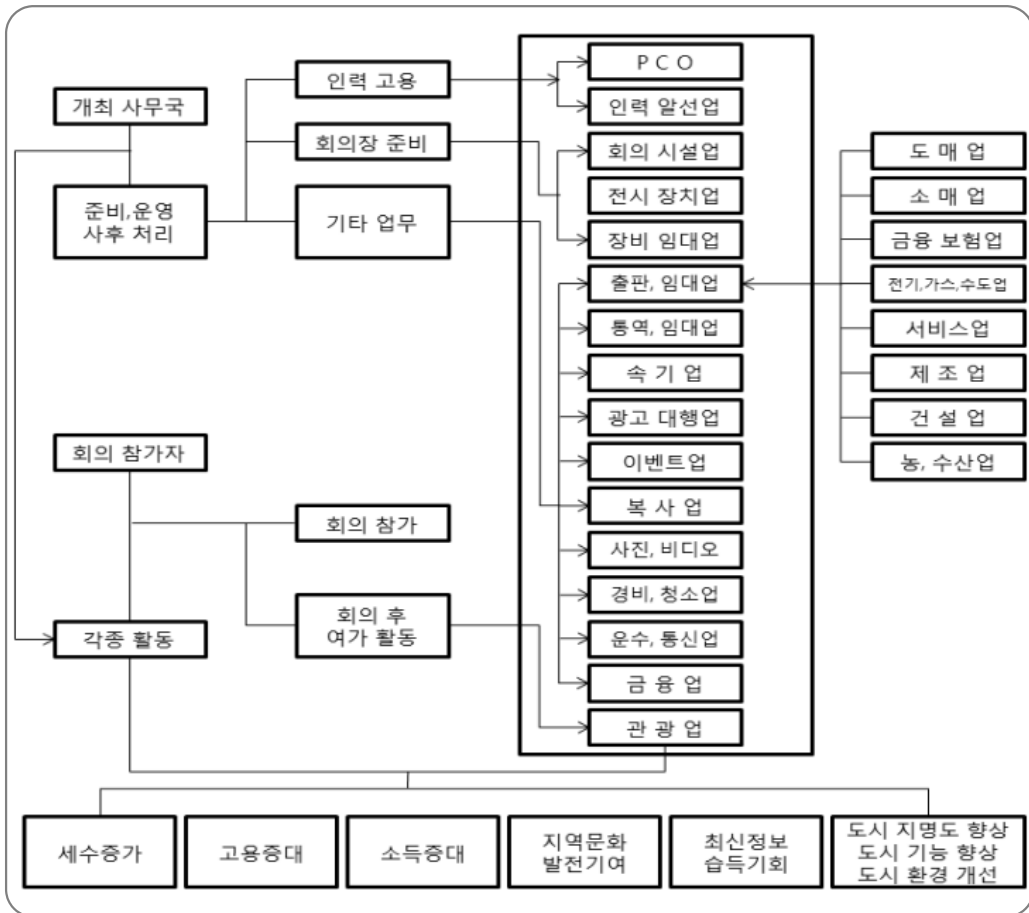 개최 사무국
준비,운영
사후 처리
회의 참가자
각종 활동
인력 고용
회의장 준비
기타 업무
회의 참가
회의 후
여가 활동
P C O
인력 알선업
회의 시설업
전시 장치업
장비 임대업
출판, 임대업
통역, 임대업
속 기 업
광고 대행업
이벤트업
복 사 업
사진, 비디오
경비, 청소업
운수, 통신업
금 융 업
관 광 업
도 매 업
소 매 업
금융 보험업
전기,가스,수도업
서비스업
제 조 업
건 설 업
농, 수산업
세수증가
고용증대
소득증대
지역문화
발전기여
최신정보
습득기회
도시 지명도 향상
도시 기능 향상
도시 환경 개선